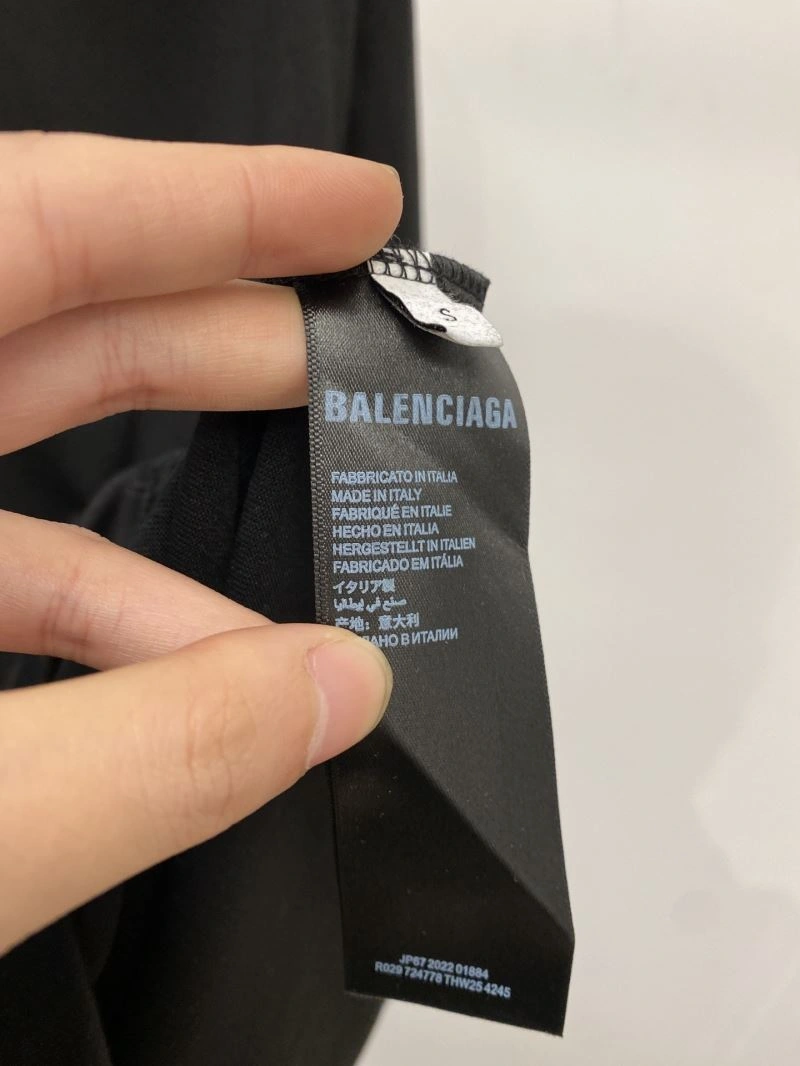 S
BALENCIAGA
FABBRICATO IN ITALIA
MADE IN ITALY
FABRIQUÉ EN ITALIE
HECHO EN ITALIA
HERGESTELLT IN ITALIEN
FABRICADO EM ITÁLIA
イタリア製
صنع في إيطاليا
产地：意大利
В ИТАЛИИ
JP67 2022 01884
R029 724778 THW25 4245